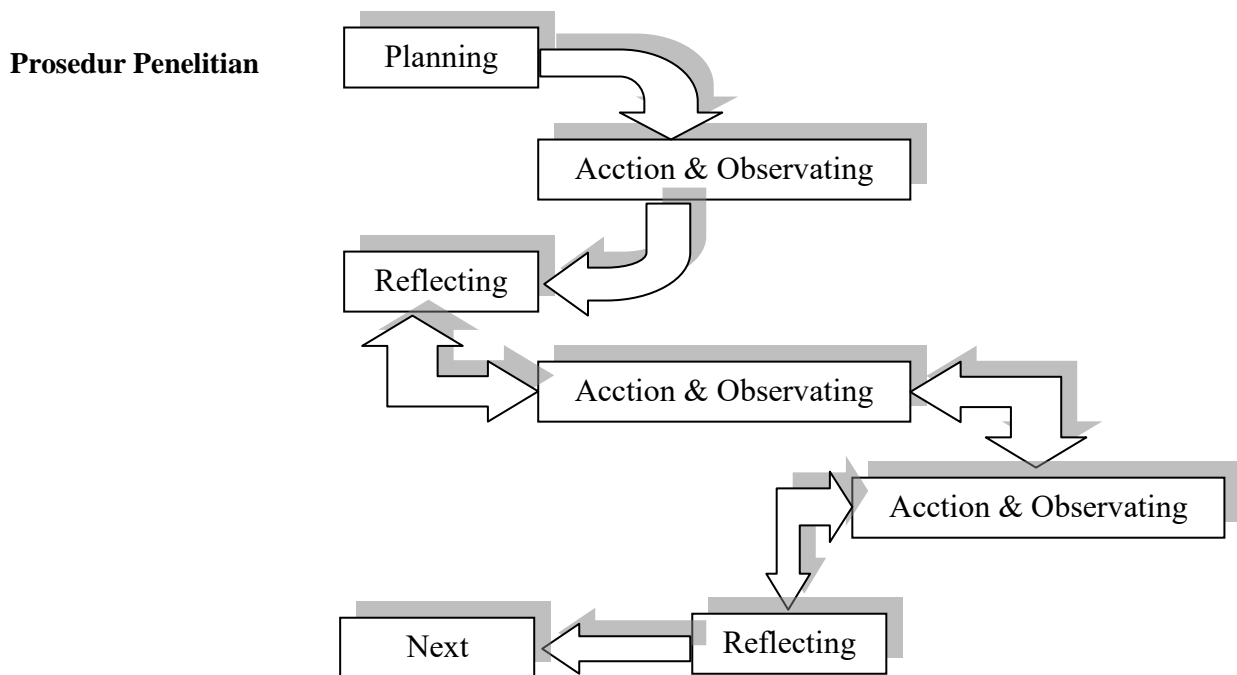 Prosedur Penelitian
Planning
Acction & Observating
Reflecting
Acction & Observating
Acction & Observating
Reflecting
Next